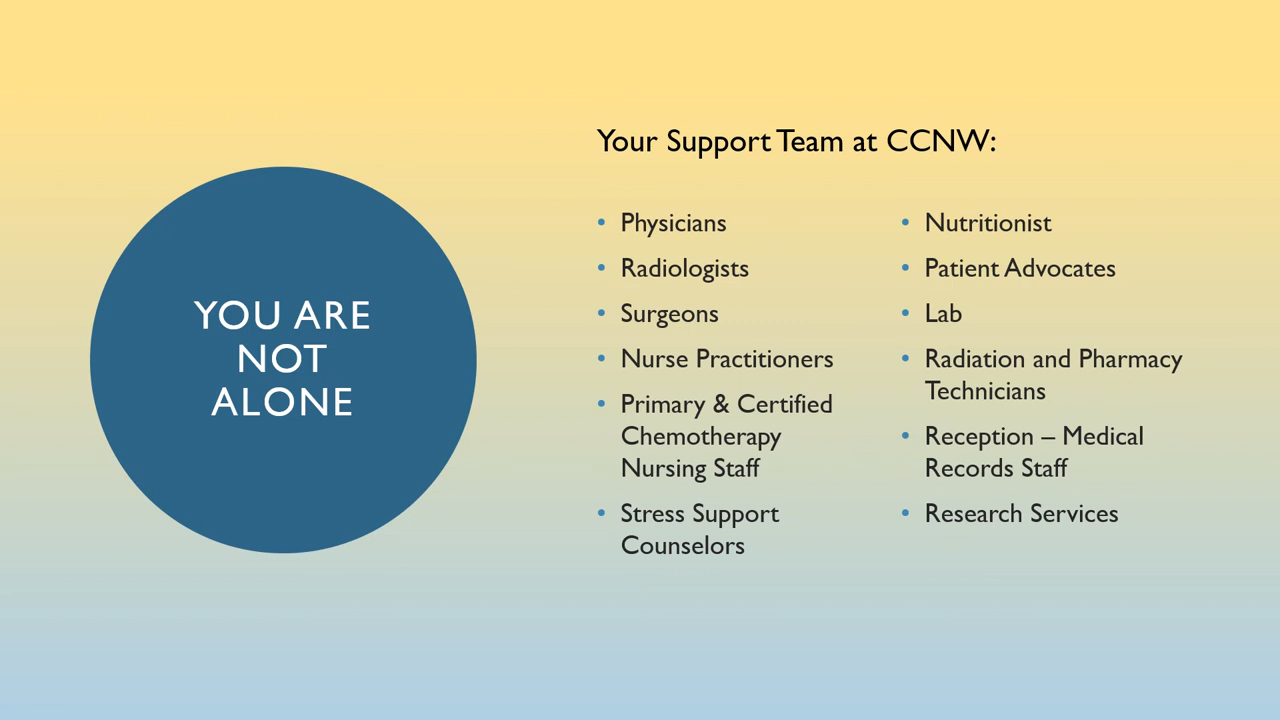 YOU ARE
NOT
ALONE
Your Support Team at CCNW:
• Physicians
• Radiologists
• Surgeons
• Nurse Practitioners
• Primary & Certified
Chemotherapy
Nursing Staff
• Stress Support
Counselors
• Nutritionist
• Patient Advocates
• Lab
• Radiation and Pharmacy
Technicians
• Reception – Medical
Records Staff
• Research Services